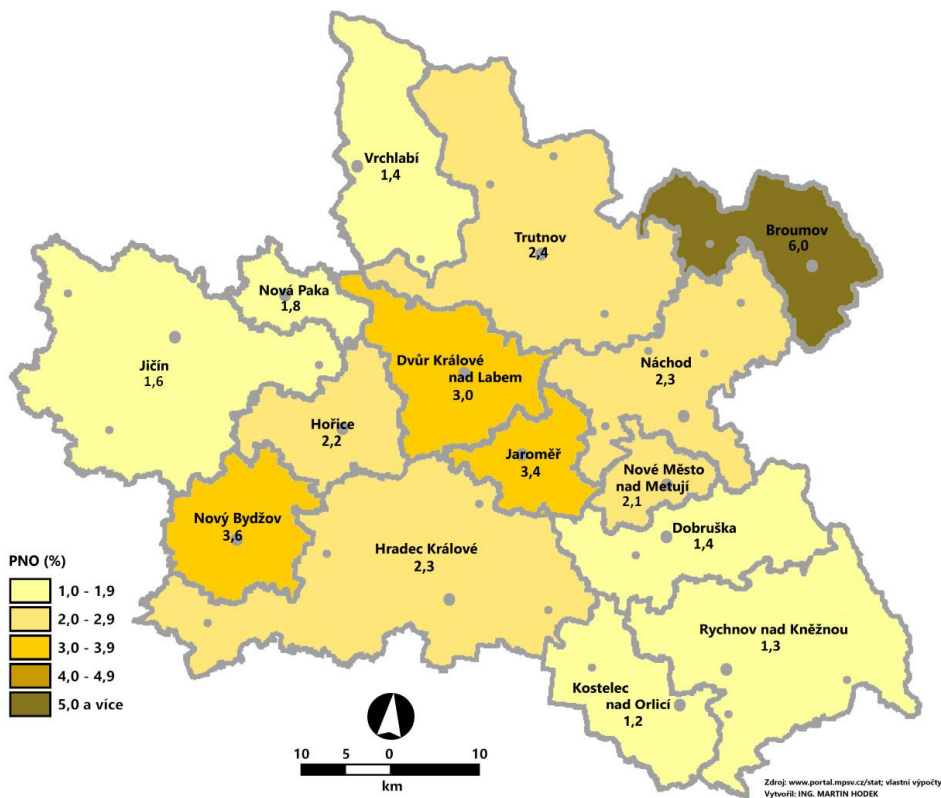 Vrchlabí
1,4
Trutnov
2,4
Broumov
6,0
Nová Paka
1,8
Jičín
1,6
Dvůr Králové
nad Labem
3,0
Náchod
2,3
Hořice
2,2
Jaroměř
3,4
Nové Město
nad Metují
2,1
Nový Bydžov
3,6
Hradec Králové
2,3
Dobruška
1,4
Rychnov nad Kněžnou
1,3
Kostelec
nad Orlicí
1,2
PNO (%)
1,0 - 1,9
2,0 - 2,9
3,0 - 3,9
4,0 - 4,9
5,0 a více
10 5 0 10
km
Zdroj: www.portal.mpsv.cz/stat; vlastní výpočty
Vytvořil: ING. MARTIN HODEK